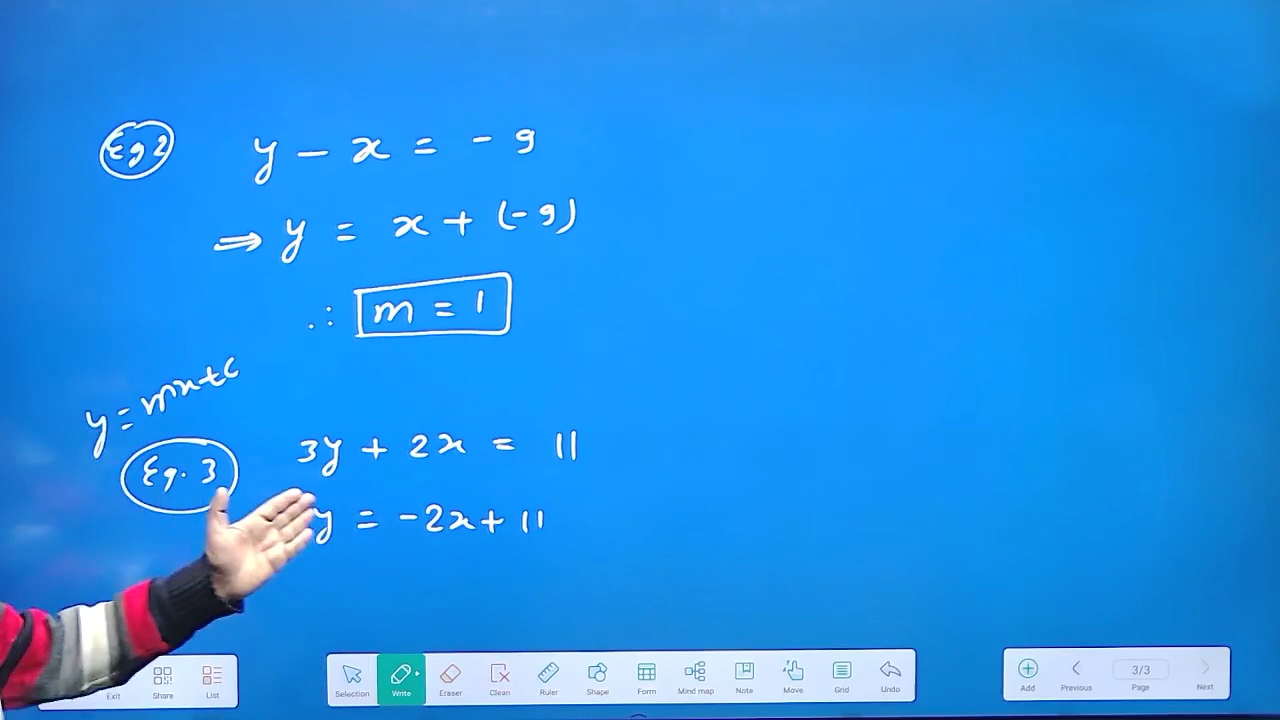 Eg 2 y - x = - 9
⇒ y = x + (-9)
∴ m = 1
y = mx+c
Eg. 3 3y + 2x = 11
y = -2x + 11
Exit Share List
Selection Write Eraser Clean Ruler Shape Form Mind map Note Move Grid Undo
Add Previous 3/3 Page Next